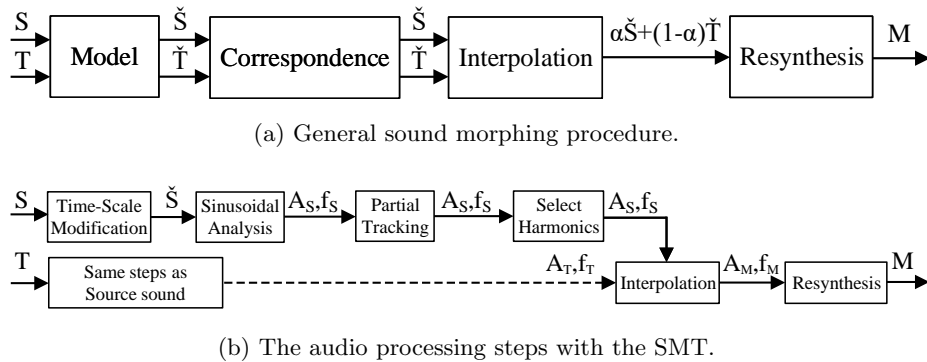 S
T
Model
Š
Ť
Correspondence
Š
Ť
Interpolation
αŠ+(1-α)Ť
Resynthesis
M
(a) General sound morphing procedure.
S
Time-Scale
Modification
Š
Sinusoidal
Analysis
A_S,f_S
Partial
Tracking
A_S,f_S
Select
Harmonics
A_S,f_S
T
Same steps as
Source sound
A_T,f_T
Interpolation
A_M,f_M
Resynthesis
M
(b) The audio processing steps with the SMT.